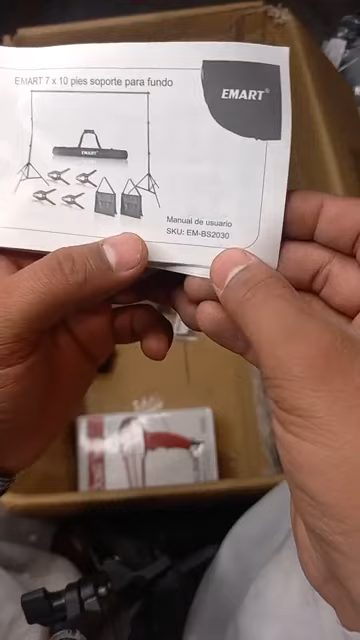 EMART 7 x 10 pies soporte para fundo
EMART®
EMART
Manual de usuario
SKU: EM-BS2030